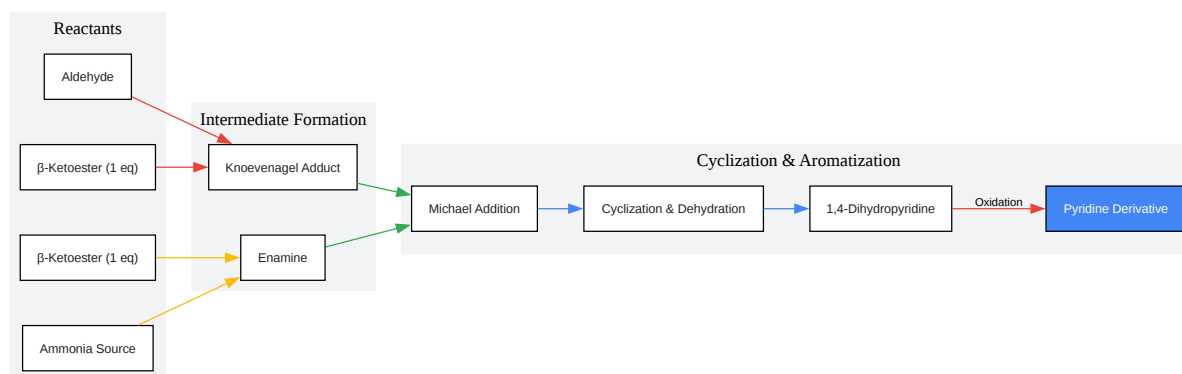 Reactants
Aldehyde
β-Ketoester (1 eq)
β-Ketoester (1 eq)
Ammonia Source
Intermediate Formation
Knoevenagel Adduct
Enamine
Cyclization & Aromatization
Michael Addition
Cyclization & Dehydration
1,4-Dihydropyridine
Oxidation
Pyridine Derivative